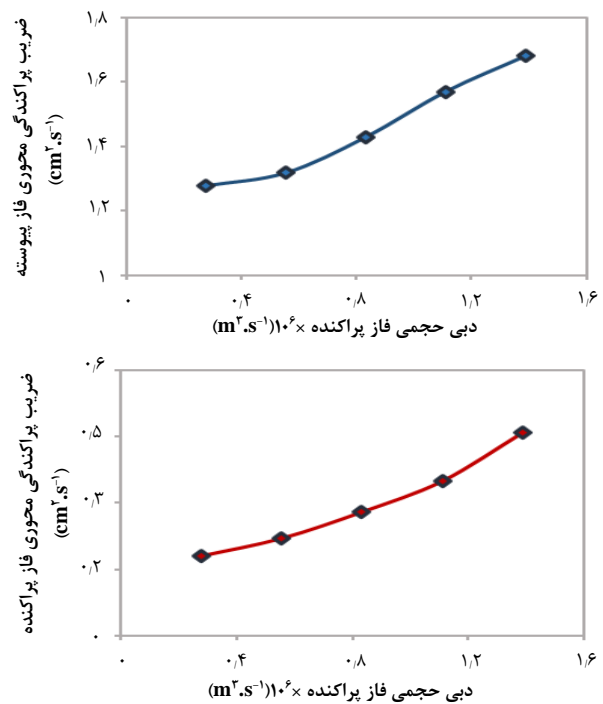 ضریب پراکندگی محوری فاز پیوسته
(cm².s⁻¹)
۱٫۸
۱٫۶
۱٫۴
۱٫۲
۱
۰ ۰٫۴ ۰٫۸ ۱٫۲ ۱٫۶
دبی حجمی فاز پراکنده ×۱۰⁶(m³.s⁻¹)
ضریب پراکندگی محوری فاز پراکنده
(cm².s⁻¹)
۰٫۶
۰٫۵
۰٫۳
۰٫۲
۰
۰ ۰٫۴ ۰٫۸ ۱٫۲ ۱٫۶
دبی حجمی فاز پراکنده ×۱۰⁶(m³.s⁻¹)